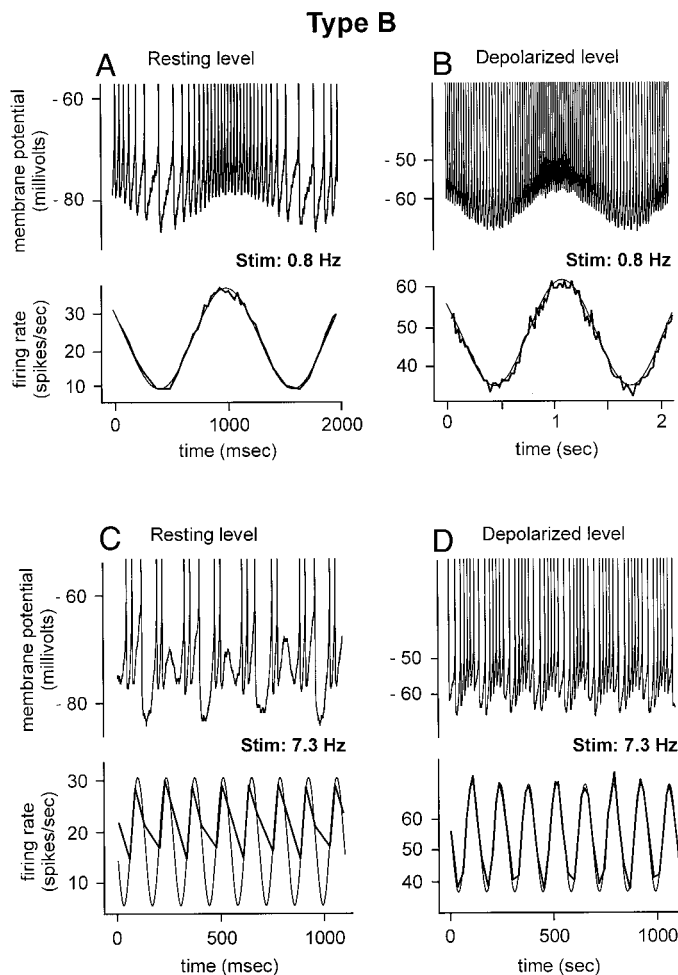 Type B
A Resting level
B Depolarized level
membrane potential
(millivolts)
- 60
- 80
- 50
- 60
Stim: 0.8 Hz
Stim: 0.8 Hz
firing rate
(spikes/sec)
30
20
10
60
50
40
0 1000 2000
0 1 2
time (msec)
time (sec)
C Resting level
D Depolarized level
membrane potential
(millivolts)
- 60
- 80
- 50
- 60
Stim: 7.3 Hz
Stim: 7.3 Hz
firing rate
(spikes/sec)
30
20
10
60
50
40
0 500 1000
0 500 1000
time (msec)
time (sec)